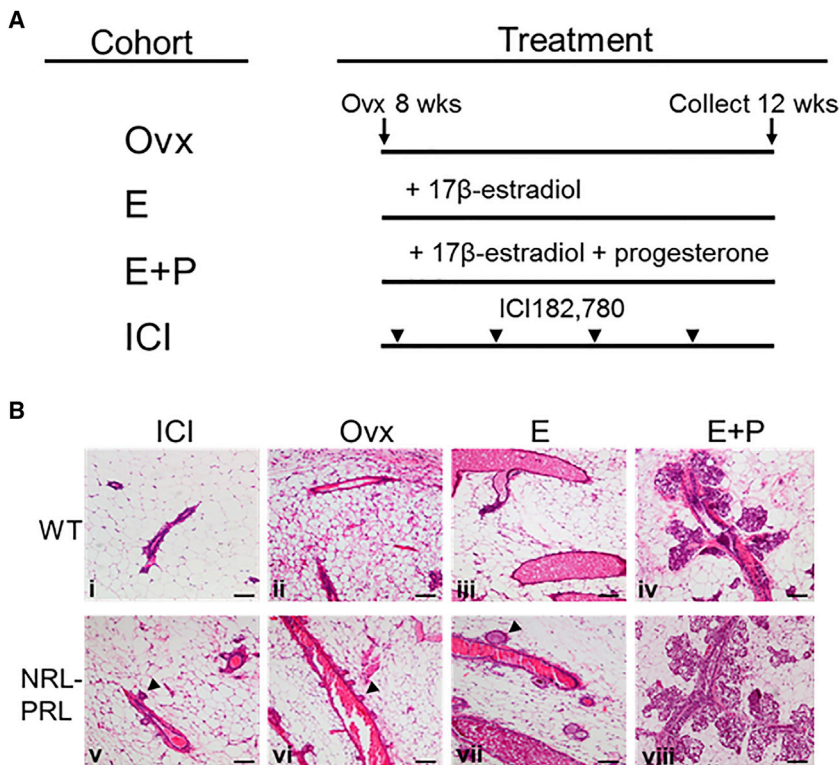 A
Cohort Treatment
Ovx 8 wks Collect 12 wks
Ovx
+ 17β-estradiol
E
+ 17β-estradiol + progesterone
E+P
ICI182,780
ICI
B
ICI Ovx E E+P
WT
i ii iii iv
NRL-
PRL
v vi vii viii